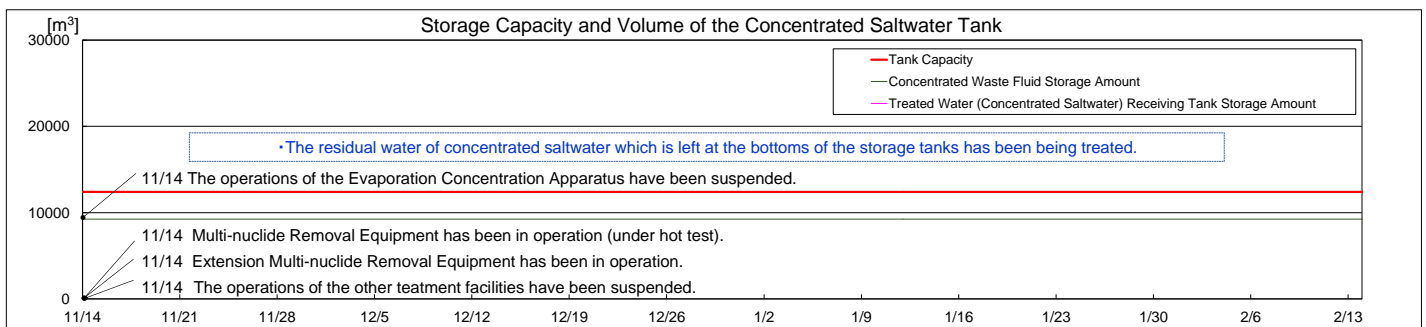 Storage Capacity and Volume of the Concentrated Saltwater Tank
[m³]
30000
Tank Capacity
Concentrated Waste Fluid Storage Amount
Treated Water (Concentrated Saltwater) Receiving Tank Storage Amount
20000
・The residual water of concentrated saltwater which is left at the bottoms of the storage tanks has been being treated.
11/14 The operations of the Evaporation Concentration Apparatus have been suspended.
10000
11/14 Multi-nuclide Removal Equipment has been in operation (under hot test).
11/14 Extension Multi-nuclide Removal Equipment has been in operation.
11/14 The operations of the other teatment facilities have been suspended.
0
11/14 11/21 11/28 12/5 12/12 12/19 12/26 1/2 1/9 1/16 1/23 1/30 2/6 2/13